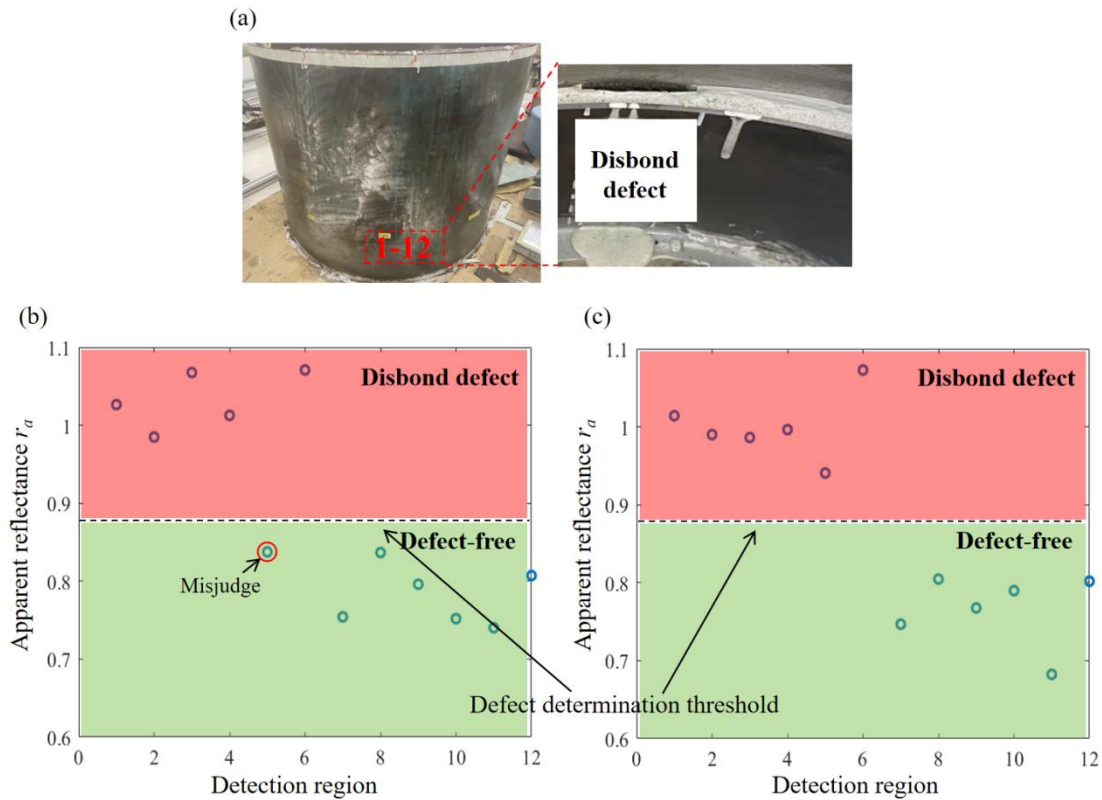 (a)
1-12
Disbond
defect
(b)
1.1
1
0.9
0.8
0.7
0.6
Apparent reflectance rₐ
Disbond defect
Defect-free
Misjudge
0
2
4
6
8
10
12
Detection region
(c)
1.1
1
0.9
0.8
0.7
0.6
Apparent reflectance rₐ
Disbond defect
Defect-free
0
2
4
6
8
10
12
Detection region
Defect determination threshold